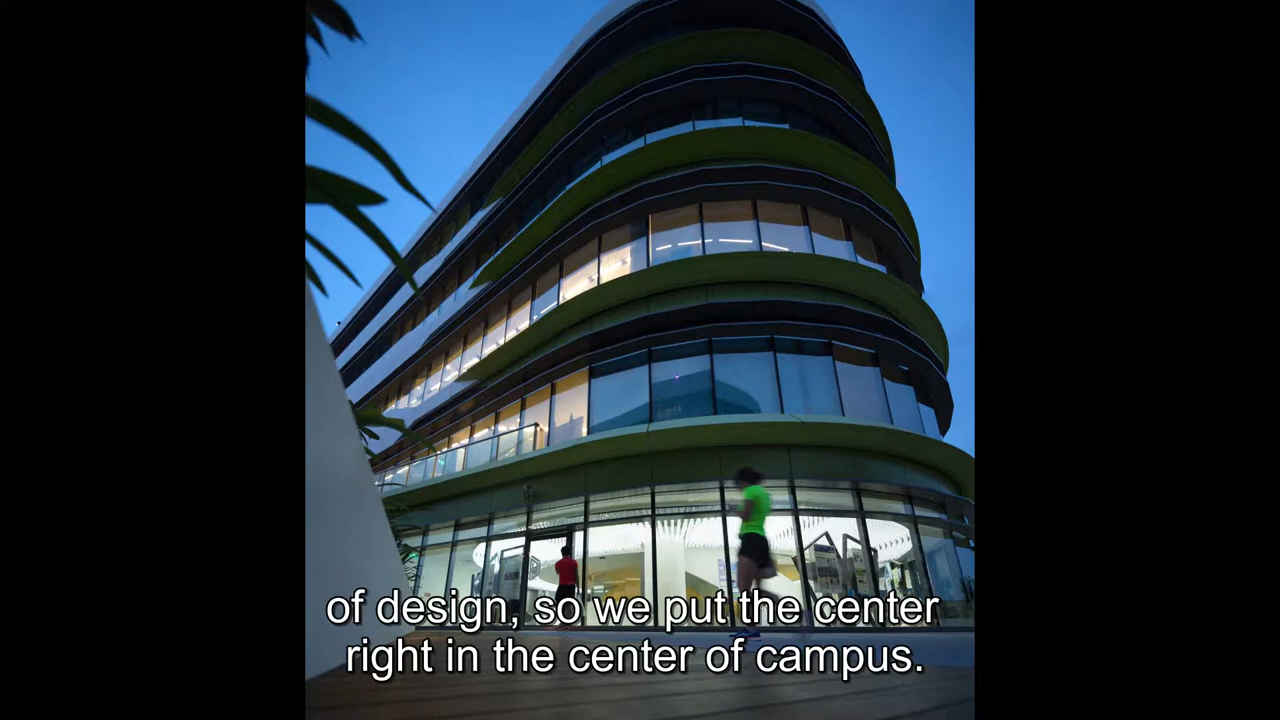 of design, so we put the center
right in the center of campus.